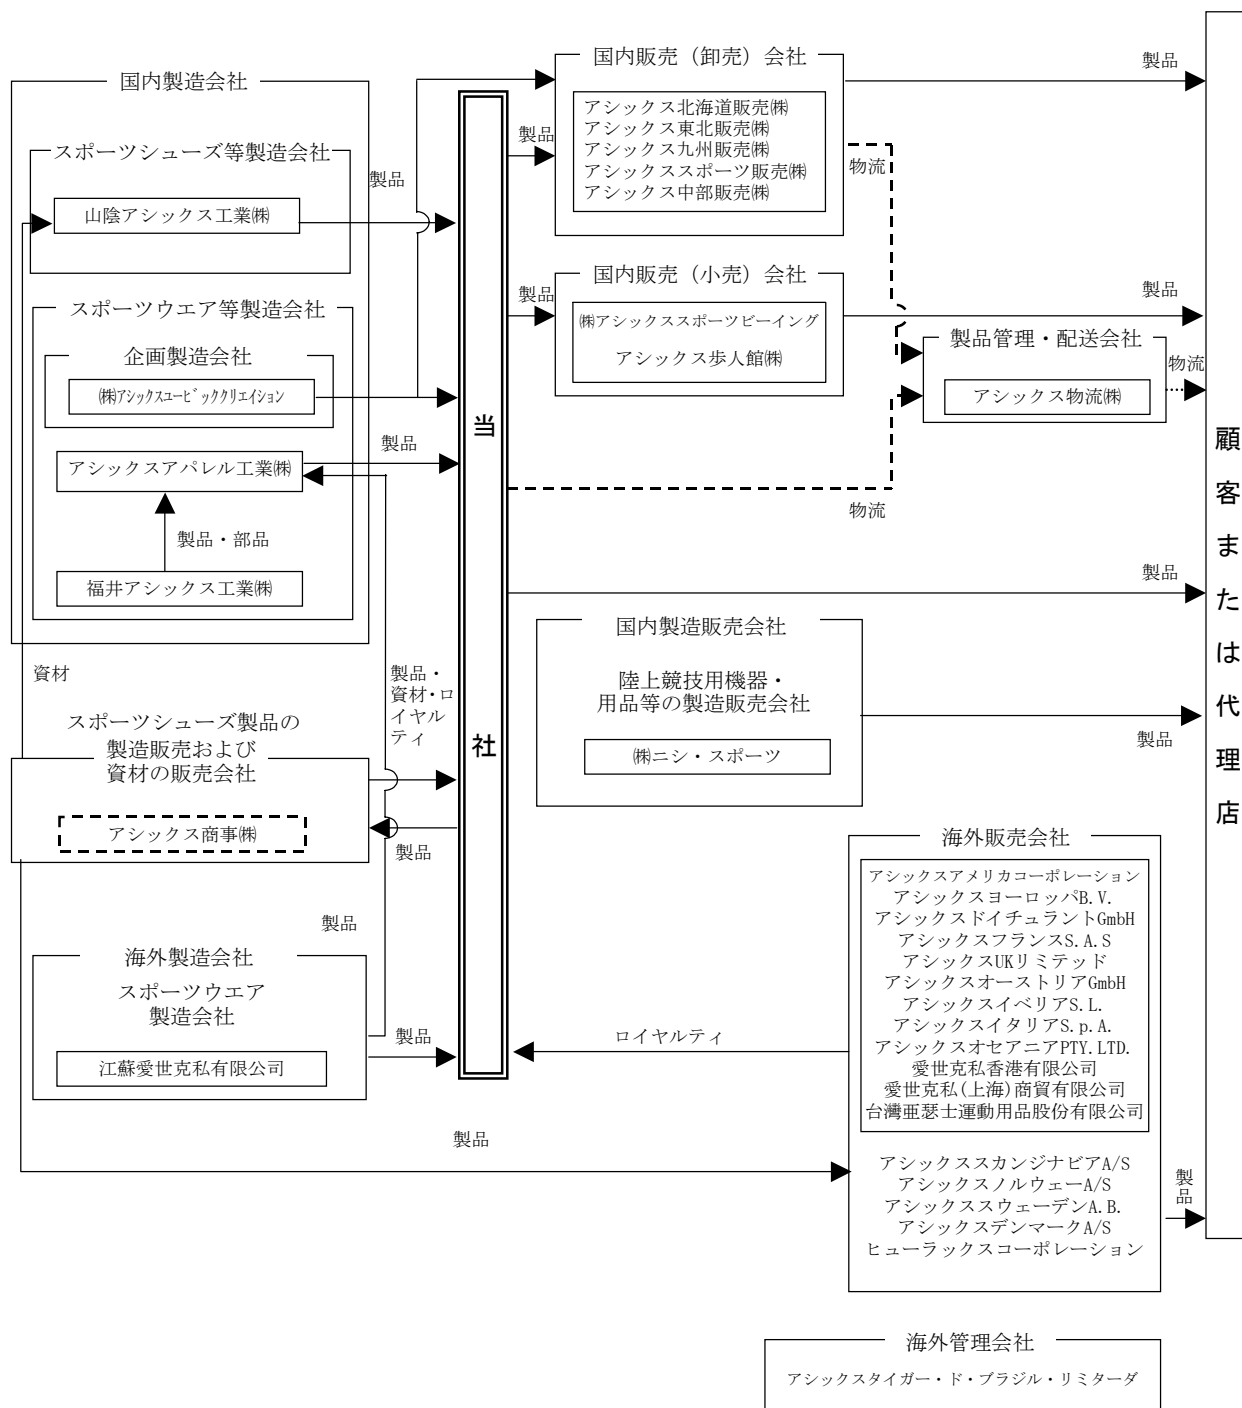 国内製造会社
スポーツシューズ等製造会社
山陰アシックス工業㈱
製品
スポーツウエア等製造会社
企画製造会社
㈱アシックスユービッククリエイション
アシックスアパレル工業㈱
製品
製品・部品
福井アシックス工業㈱
資材
製品・
資材・ロ
イヤル
ティ
スポーツシューズ製品の
製造販売および
資材の販売会社
アシックス商事㈱
製品
製品
海外製造会社
スポーツウエア
製造会社
江蘇愛世克私有限公司
製品
製品
当社
国内販売（卸売）会社
製品
アシックス北海道販売㈱
アシックス東北販売㈱
アシックス九州販売㈱
アシックススポーツ販売㈱
アシックス中部販売㈱
製品
物流
国内販売（小売）会社
製品
㈱アシックススポーツビーイング
アシックス歩人館㈱
製品
製品管理・配送会社
アシックス物流㈱
物流
物流
製品
国内製造販売会社
陸上競技用機器・
用品等の製造販売会社
㈱ニシ・スポーツ
製品
海外販売会社
アシックスアメリカコーポレーション
アシックスヨーロッパB.V.
アシックスドイチュラントGmbH
アシックスフランスS.A.S
アシックスUKリミテッド
アシックスオーストリアGmbH
アシックスイベリアS.L.
アシックスイタリアS.p.A.
アシックスオセアニアPTY.LTD.
愛世克私香港有限公司
愛世克私(上海)商貿有限公司
台灣亜瑟士運動用品股份有限公司
ロイヤルティ
アシックススカンジナビアA/S
アシックスノルウェーA/S
アシックススウェーデンA.B.
アシックスデンマークA/S
ヒューラックスコーポレーション
製品
顧客または代理店
海外管理会社
アシックスタイガー・ド・ブラジル・リミターダ